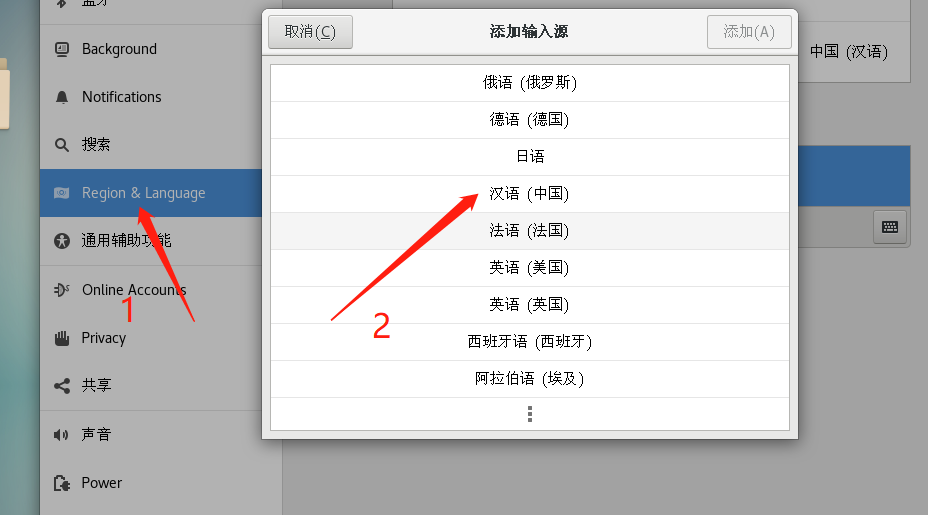 蓝牙
Background
Notifications
搜索
Region & Language
通用辅助功能
Online Accounts
Privacy
共享
声音
Power
1
取消(C)
添加输入源
添加(A)
俄语 (俄罗斯)
德语 (德国)
日语
汉语 (中国)
法语 (法国)
英语 (美国)
英语 (英国)
西班牙语 (西班牙)
阿拉伯语 (埃及)
2
中国 (汉语)